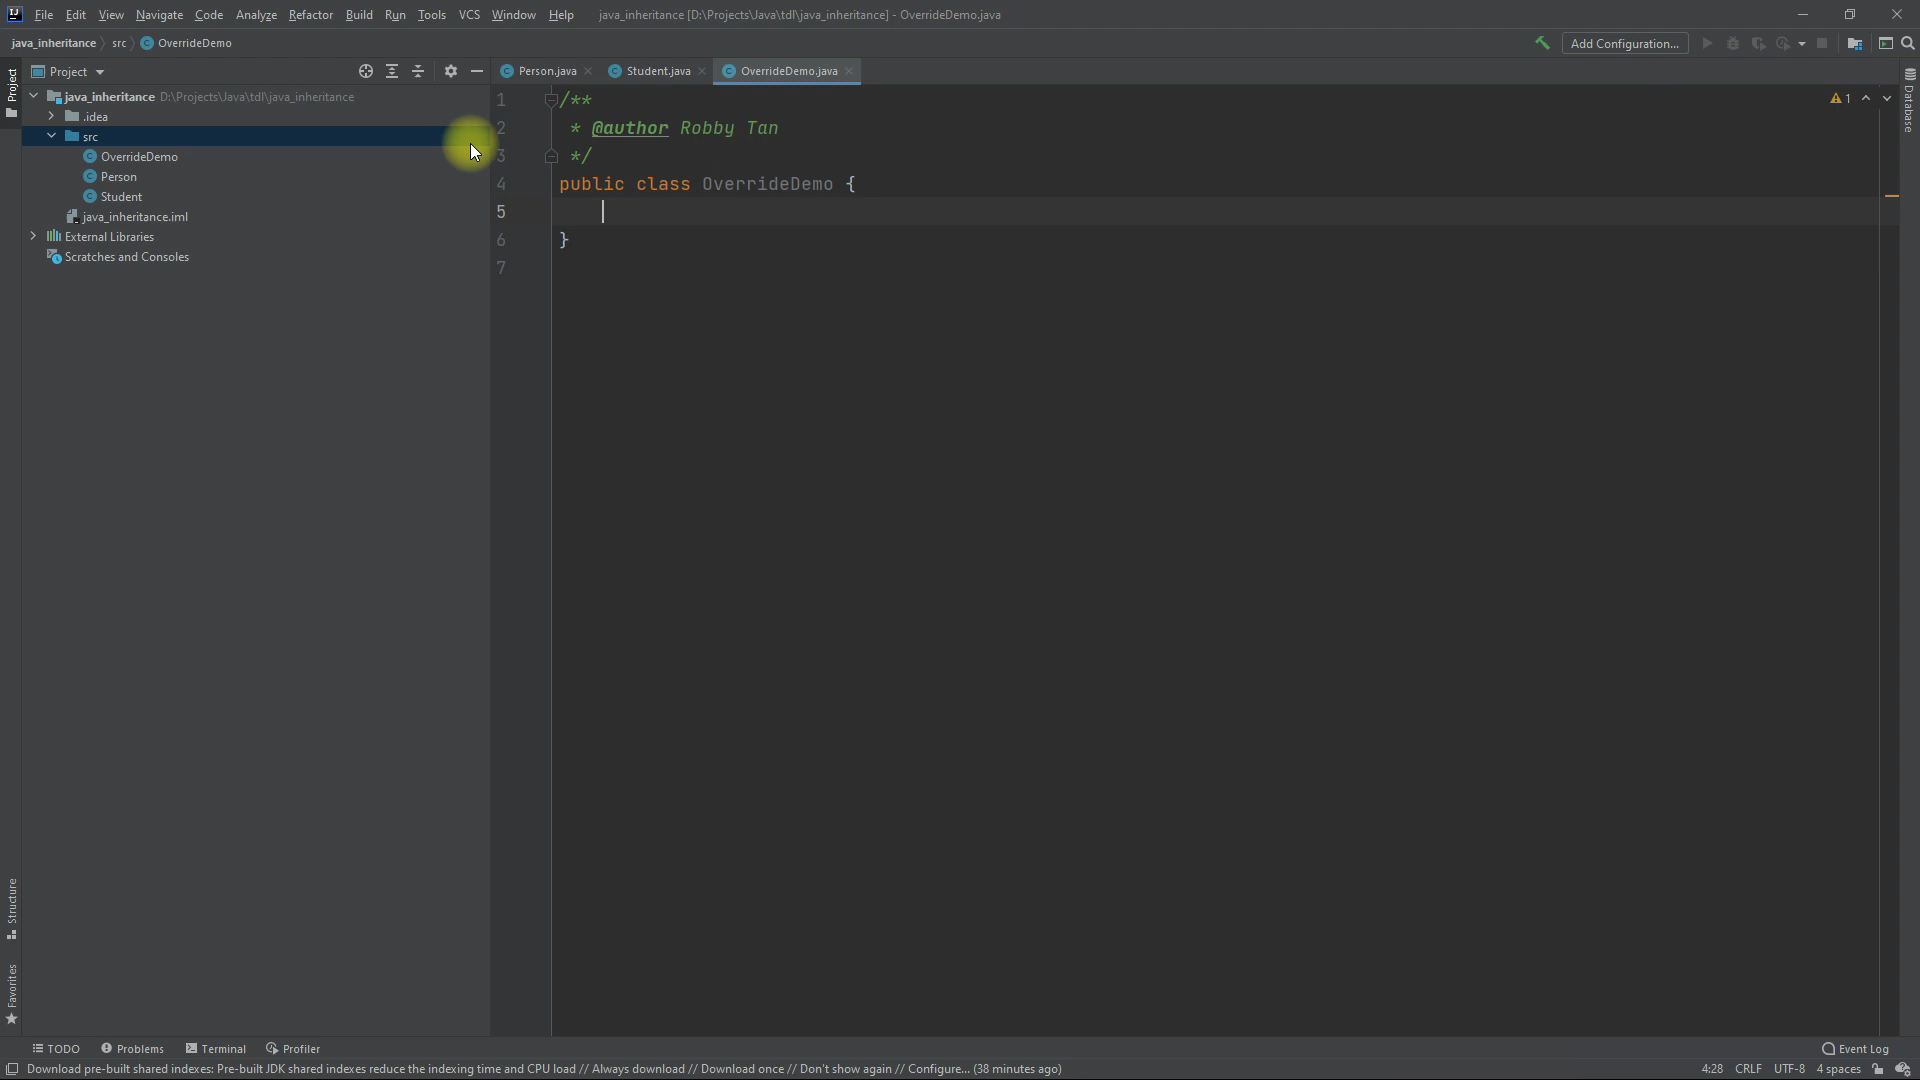 File Edit View Navigate Code Analyze Refactor Build Run Tools VCS Window Help java_inheritance [D:\Projects\Java\tdl\java_inheritance] - OverrideDemo.java
java_inheritance src OverrideDemo Add Configuration...
Project
Person.java Student.java OverrideDemo.java
java_inheritance D:\Projects\Java\tdl\java_inheritance
.idea
src
OverrideDemo
Person
Student
java_inheritance.iml
External Libraries
Scratches and Consoles
1 /**
2 * @author Robby Tan
3 */
4 public class OverrideDemo {
5
6 }
7
1
Project
Structure
Favorites
Database
TODO Problems Terminal Profiler Event Log
Download pre-built shared indexes: Pre-built JDK shared indexes reduce the indexing time and CPU load // Always download // Download once // Don't show again // Configure... (38 minutes ago) 4:28 CRLF UTF-8 4 spaces